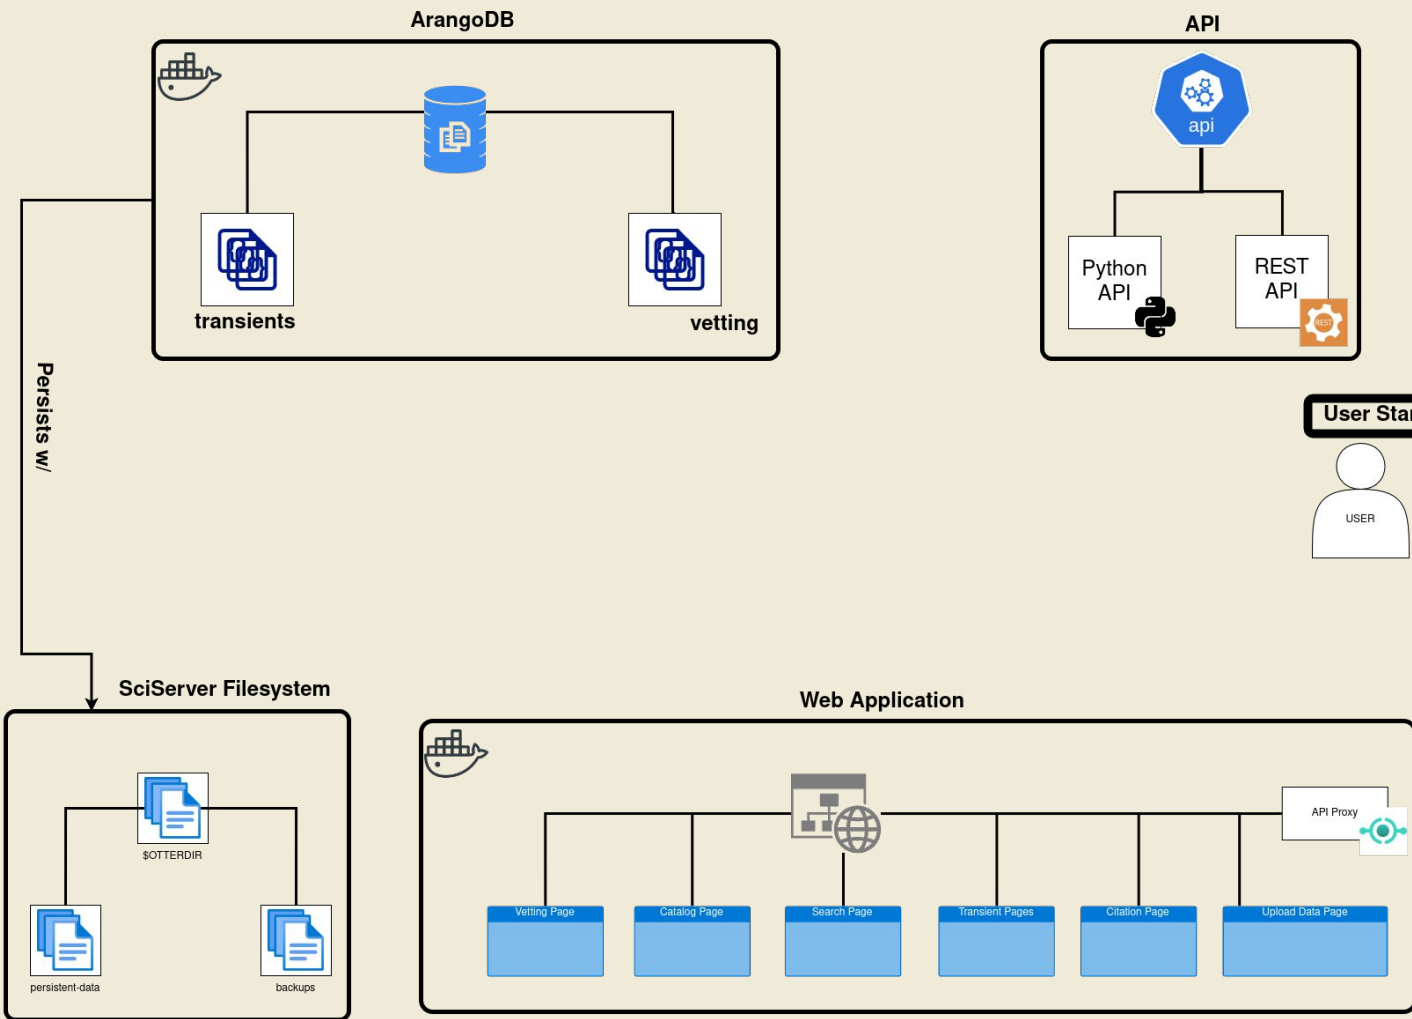 ArangoDB
API
api
Python
API
REST
API
REST
transients
vetting
Persists w/
User Star
USER
SciServer Filesystem
$OTTERDIR
persistent-data
backups
Web Application
API Proxy
Vetting Page
Catalog Page
Search Page
Transient Pages
Citation Page
Upload Data Page